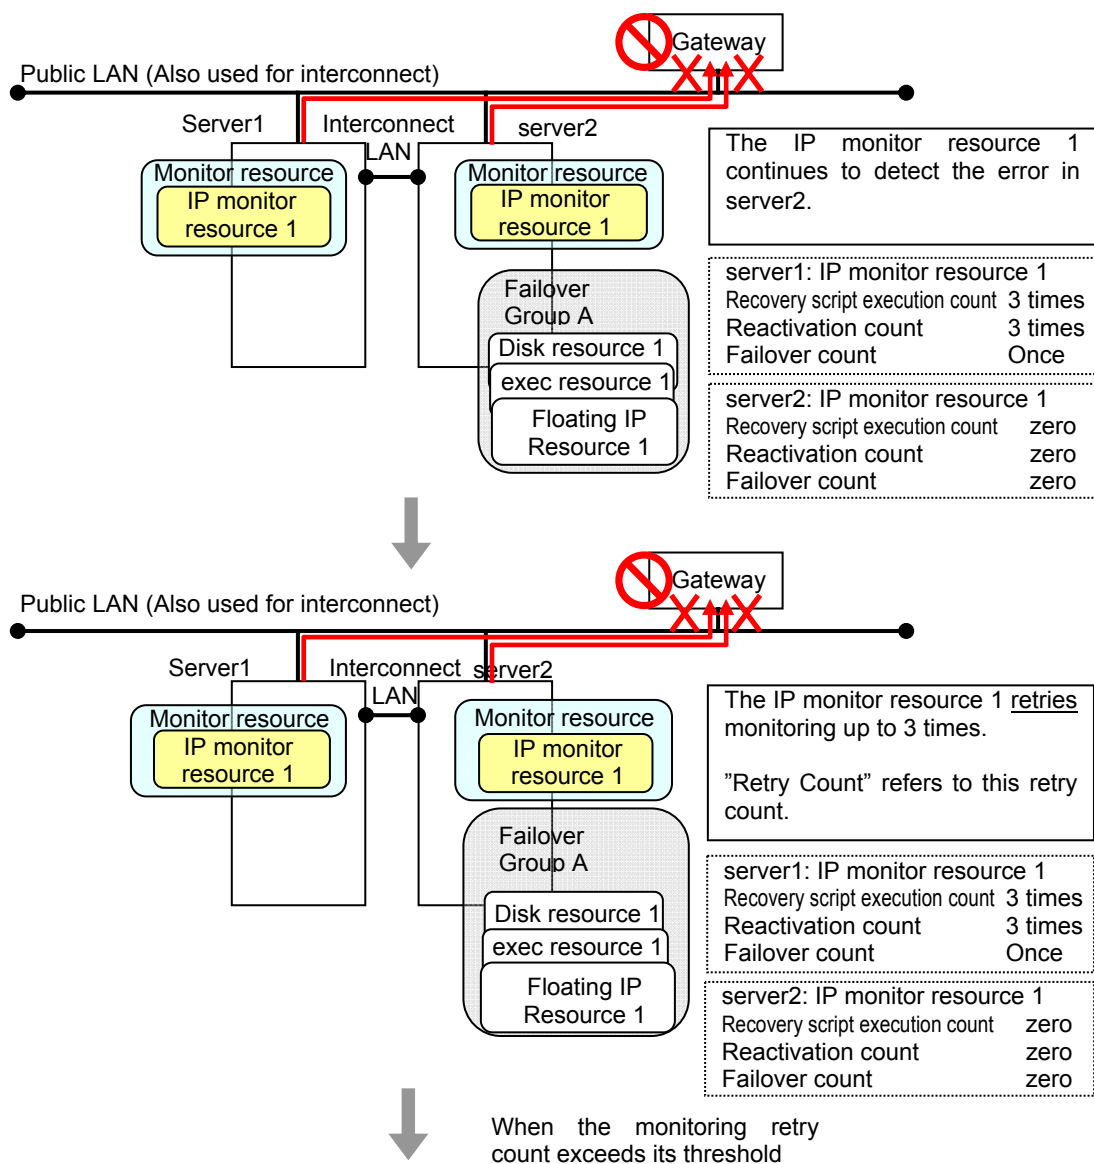 Gateway
Public LAN (Also used for interconnect)
Server1
Interconnect
LAN
server2
Monitor resource
IP monitor
resource 1
Monitor resource
IP monitor
resource 1
Failover
Group A
Disk resource 1
exec resource 1
Floating IP
Resource 1
The IP monitor resource 1
continues to detect the error in
server2.
server1: IP monitor resource 1
Recovery script execution count 3 times
Reactivation count 3 times
Failover count Once
server2: IP monitor resource 1
Recovery script execution count zero
Reactivation count zero
Failover count zero
Gateway
Public LAN (Also used for interconnect)
Server1
Interconnect
LAN
server2
Monitor resource
IP monitor
resource 1
Monitor resource
IP monitor
resource 1
Failover
Group A
Disk resource 1
exec resource 1
Floating IP
Resource 1
The IP monitor resource 1 retries
monitoring up to 3 times.
”Retry Count” refers to this retry
count.
server1: IP monitor resource 1
Recovery script execution count 3 times
Reactivation count 3 times
Failover count Once
server2: IP monitor resource 1
Recovery script execution count zero
Reactivation count zero
Failover count zero
When the monitoring retry
count exceeds its threshold